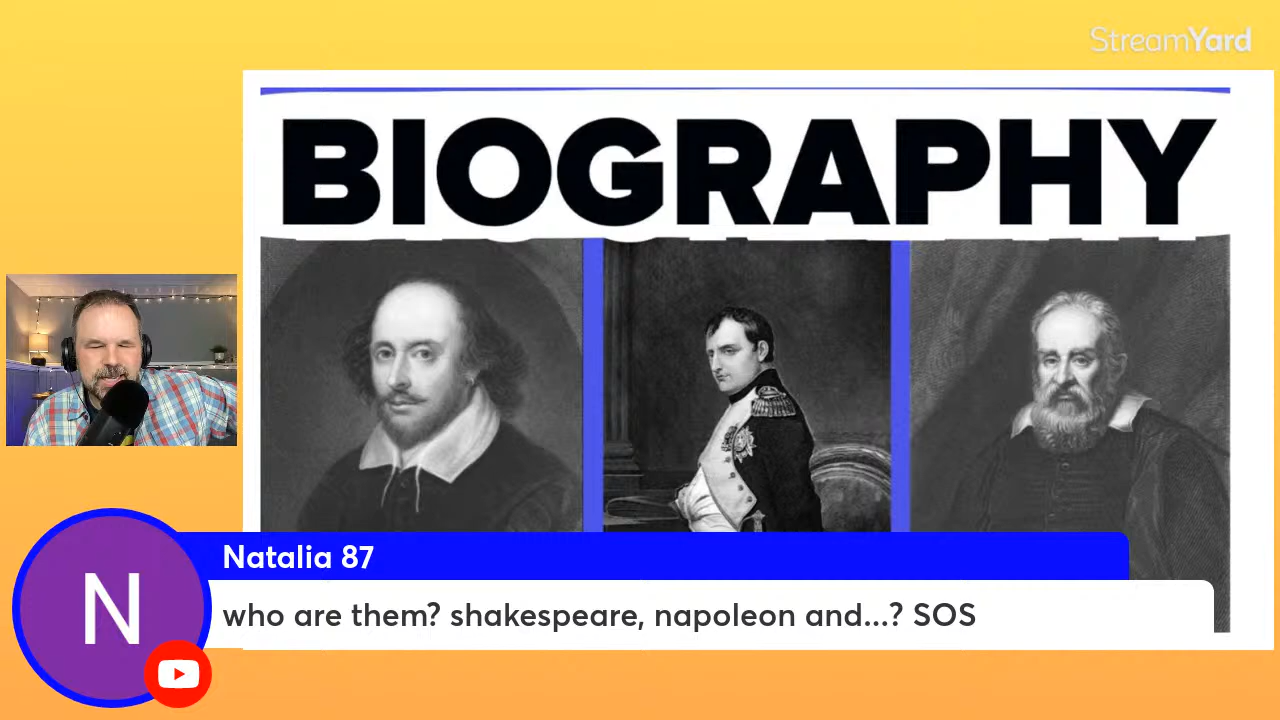 StreamYard
BIOGRAPHY
Natalia 87
N
who are them? shakespeare, napoleon and...? SOS